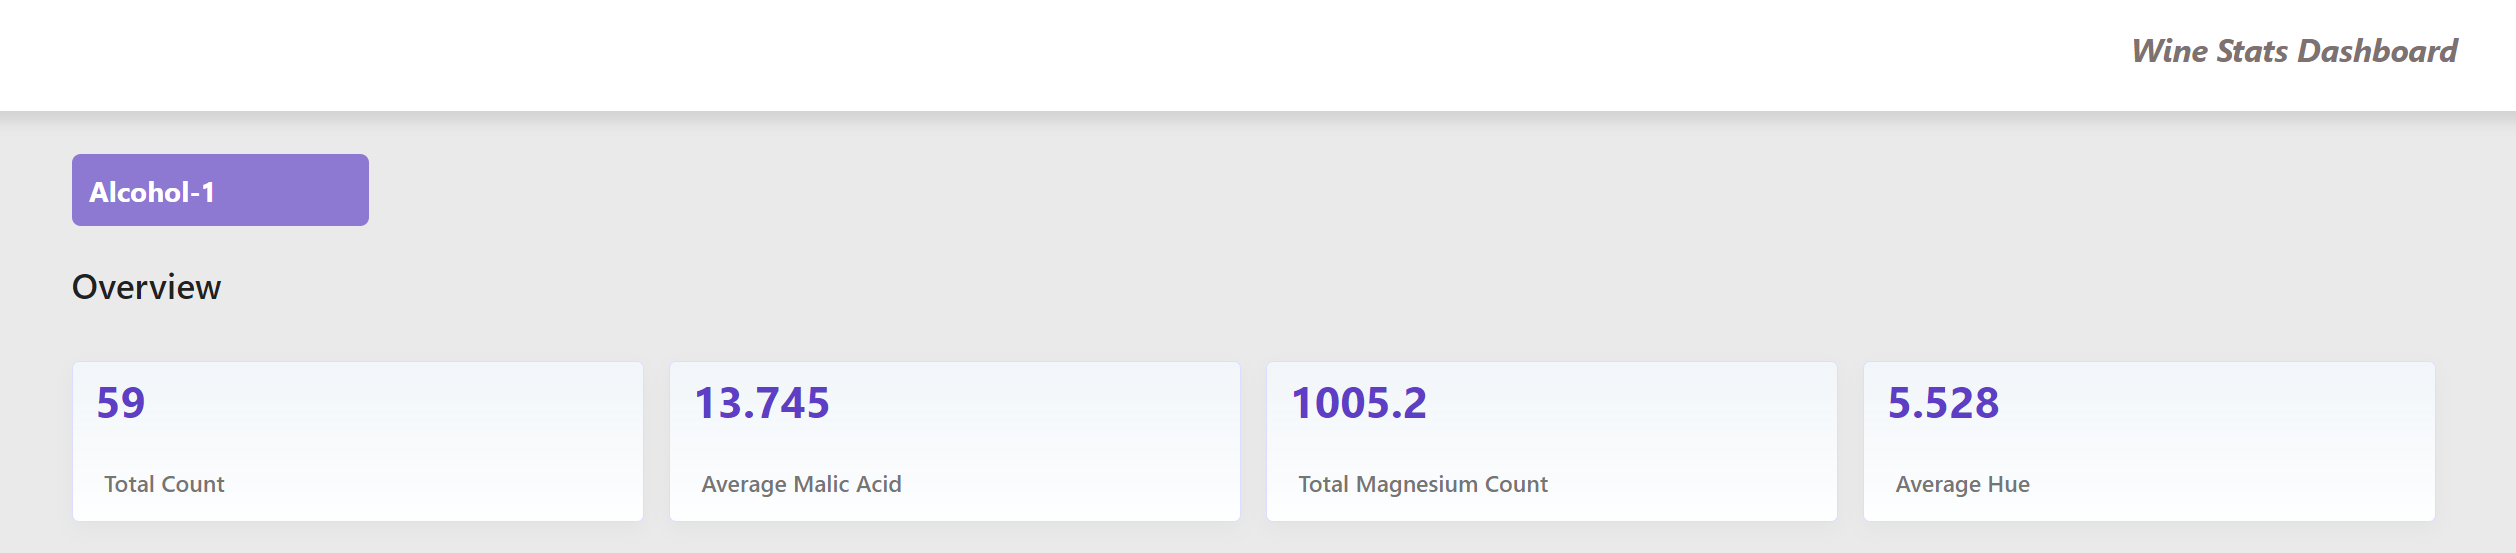 Wine Stats Dashboard
Alcohol-1
Overview
59
Total Count
13.745
Average Malic Acid
1005.2
Total Magnesium Count
5.528
Average Hue